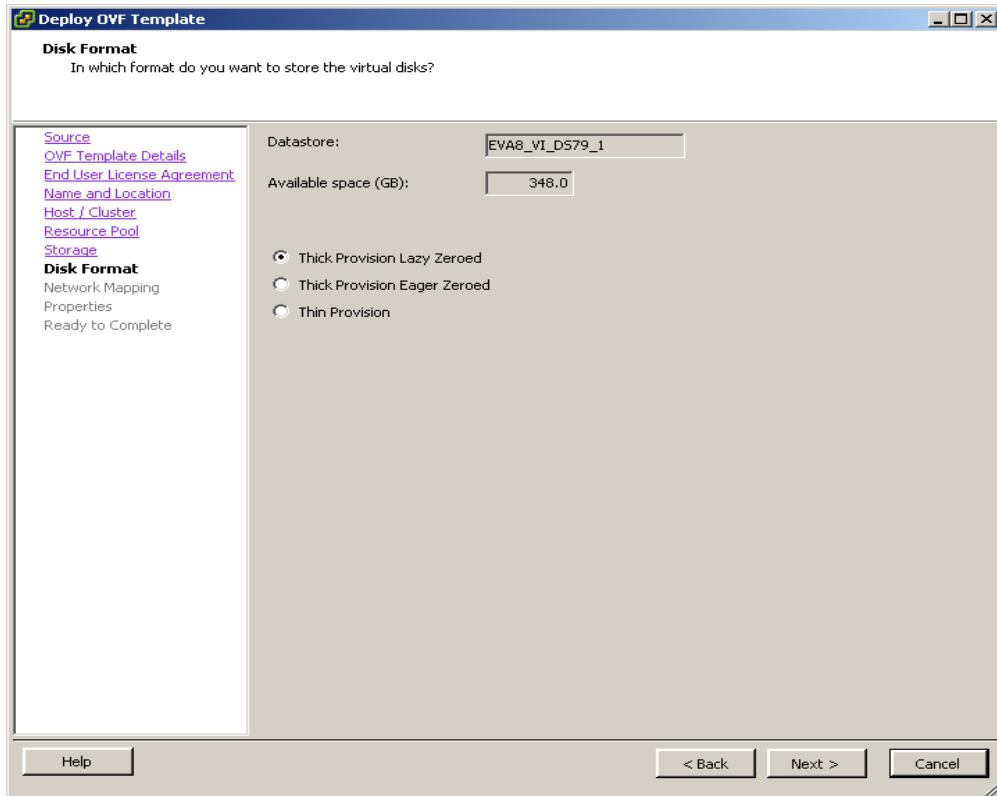 Deploy OVF Template
Disk Format
In which format do you want to store the virtual disks?
Source
OVF Template Details
End User License Agreement
Name and Location
Host / Cluster
Resource Pool
Storage
Disk Format
Network Mapping
Properties
Ready to Complete
Datastore:
EVA8_VI_DS79_1
Available space (GB):
348.0
Thick Provision Lazy Zeroed
Thick Provision Eager Zeroed
Thin Provision
Help
< Back
Next >
Cancel